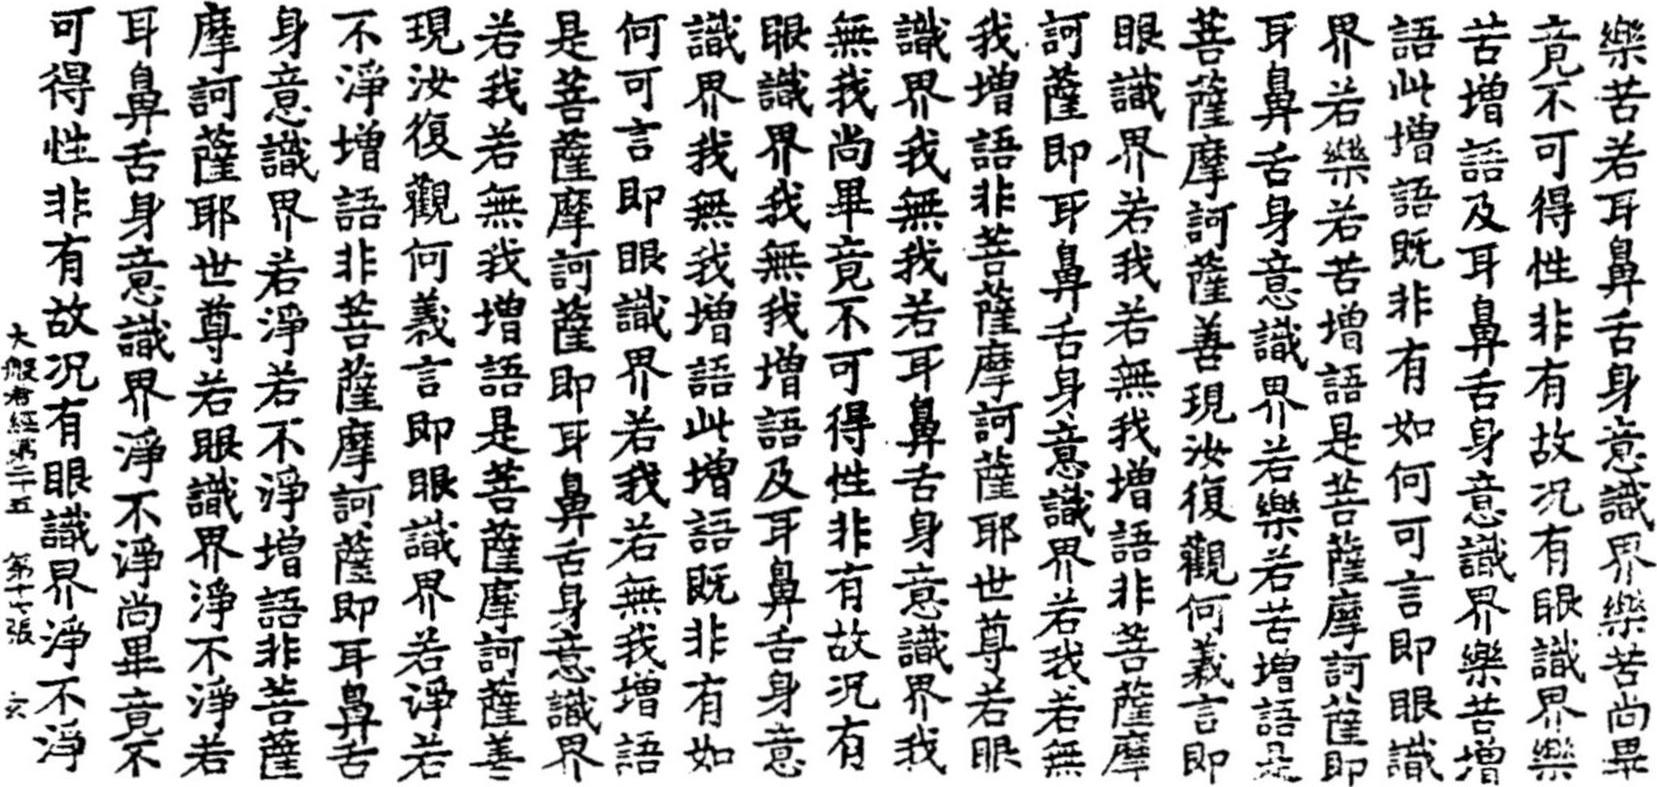 樂苦若耳鼻舌身意識界樂苦尚畢
竟不可得性非有故况有眼識界樂
苦增語及耳鼻舌身意識界樂苦增
語此增語既非有如何可言即眼識
界若樂若苦增語是菩薩摩訶薩即
耳鼻舌身意識界若樂若苦增語是
菩薩摩訶薩善現汝復觀何義言即
眼識界若我若無我增語非菩薩摩
訶薩即耳鼻舌身意識界若我若無
我增語非菩薩摩訶薩耶世尊若眼
識界我無我若耳鼻舌身意識界我
無我尚畢竟不可得性非有故况有
眼識界我無我增語及耳鼻舌身意
識界我無我增語此增語既非有如
何可言即眼識界若我若無我增語
是菩薩摩訶薩即耳鼻舌身意識界
若我若無我增語是菩薩摩訶薩善
現汝復觀何義言即眼識界若淨若
不淨增語非菩薩摩訶薩即耳鼻舌
身意識界若淨若不淨增語非菩薩
摩訶薩耶世尊若眼識界淨不淨若
耳鼻舌身意識界淨不淨尚畢竟不
可得性非有故况有眼識界淨不淨
大般若經第二十五 第十七張